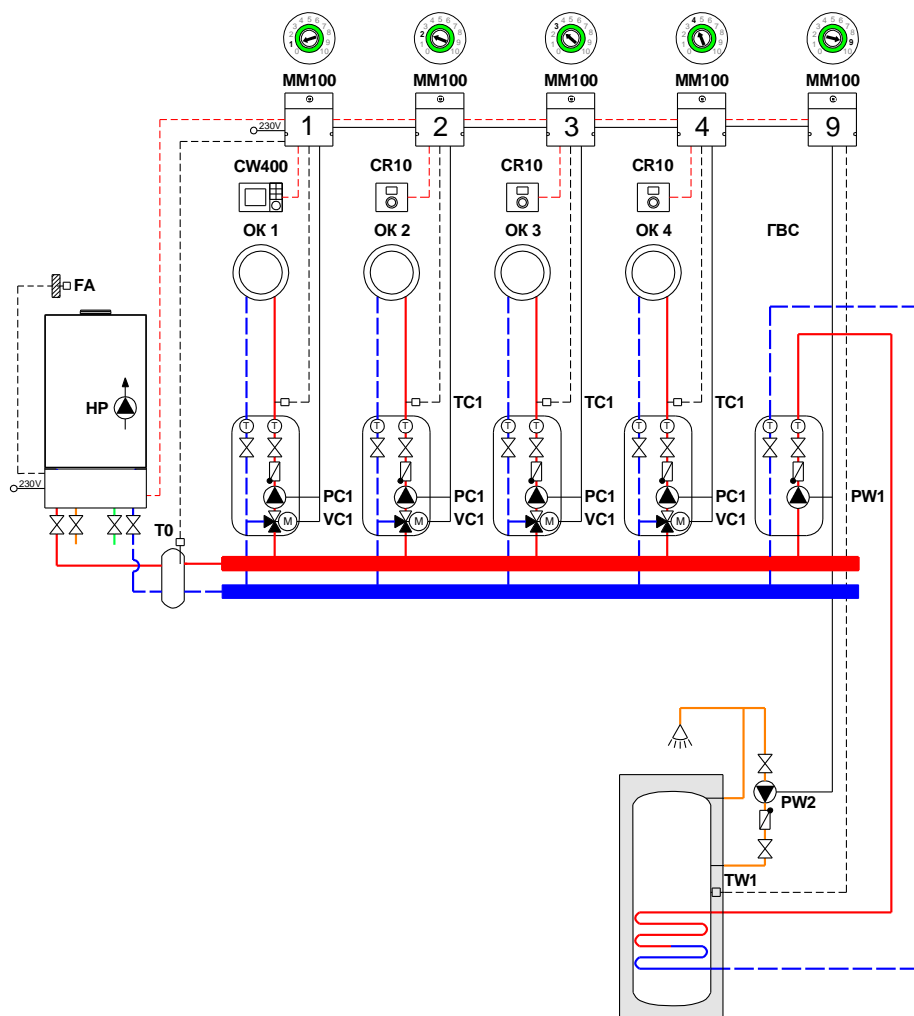 MM100 MM100 MM100 MM100 MM100
230V 1 2 3 4 9
CW400 CR10 CR10 CR10
ОК 1 ОК 2 ОК 3 ОК 4 ГВС
FA
HP
TC1 TC1 TC1
T T T T T T T T T T
230V
PC1 PC1 PC1 PC1 PW1
M VC1 M VC1 M VC1 M VC1
T0
PW2
TW1